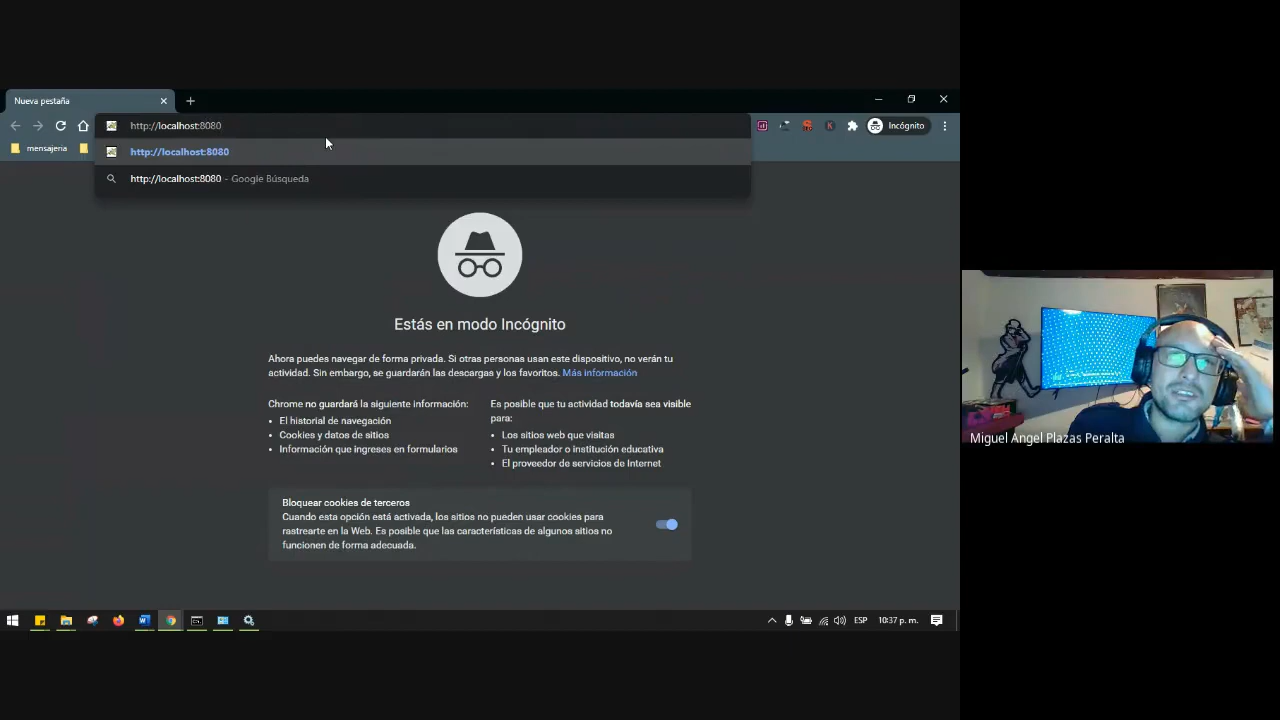 Nueva pestaña
http://localhost:8080
Incógnito
mensajeria
http://localhost:8080
http://localhost:8080 - Google Búsqueda
Estás en modo Incógnito
Ahora puedes navegar de forma privada. Si otras personas usan este dispositivo, no verán tu
actividad. Sin embargo, se guardarán las descargas y los favoritos. Más información
Chrome no guardará la siguiente información:
El historial de navegación
Cookies y datos de sitios
Información que ingreses en formularios
Es posible que tu actividad todavía sea visible
para:
Los sitios web que visitas
Tu empleador o institución educativa
El proveedor de servicios de Internet
Bloquear cookies de terceros
Cuando esta opción está activada, los sitios no pueden usar cookies para
rastrearte en la Web. Es posible que las características de algunos sitios no
funcionen de forma adecuada.
Miguel Angel Plazas Peralta
ESP
10:37 p. m.